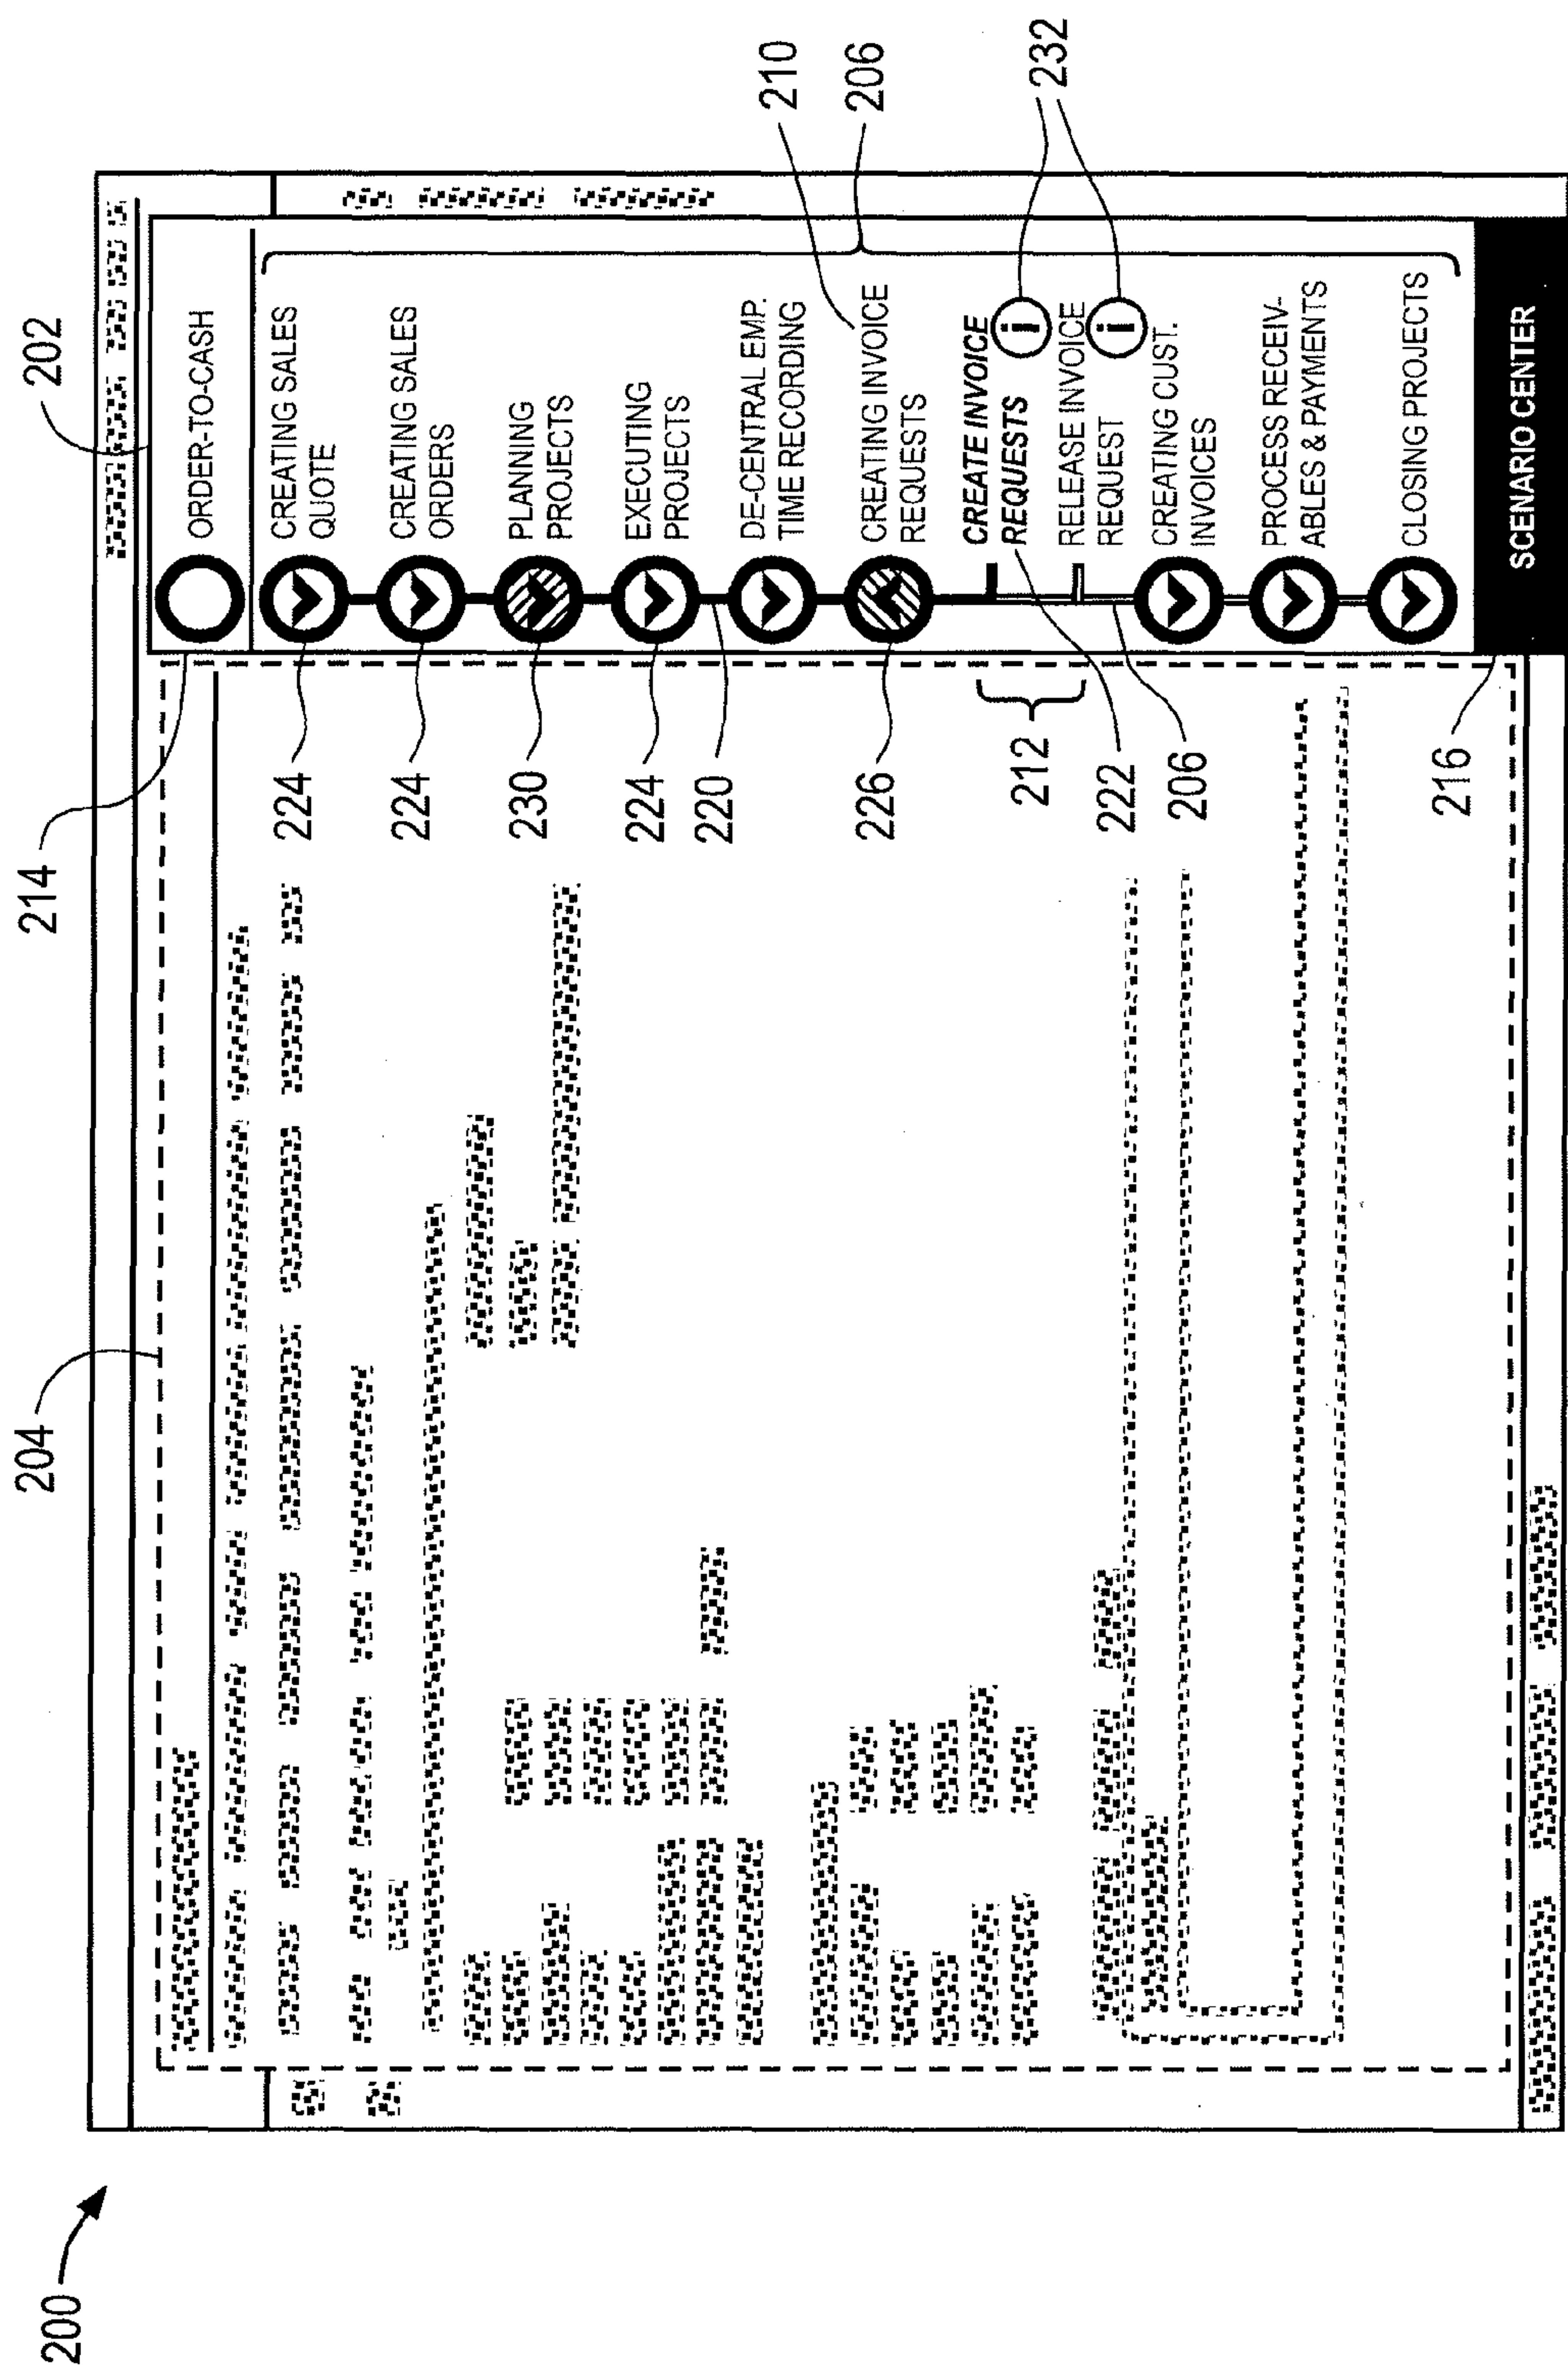 200
204
214
202
ORDER-TO-CASH
224
CREATING SALES
QUOTE
224
CREATING SALES
ORDERS
230
PLANNING
PROJECTS
224
EXECUTING
PROJECTS
220
DE-CENTRAL EMP.
TIME RECORDING
210
226
CREATING INVOICE
REQUESTS
206
212
CREATE INVOICE
REQUESTS
i
232
222
RELEASE INVOICE
REQUEST
i
206
CREATING CUST.
INVOICES
PROCESS RECEIV-
ABLES & PAYMENTS
CLOSING PROJECTS
216
SCENARIO CENTER